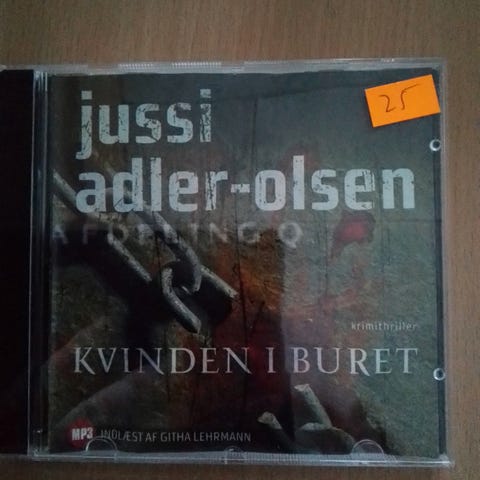 25
jussi
adler-olsen
AFDELING Q
krimithriller
KVINDEN I BURET
MP3 INDLÆST AF GITHA LEHRMANN